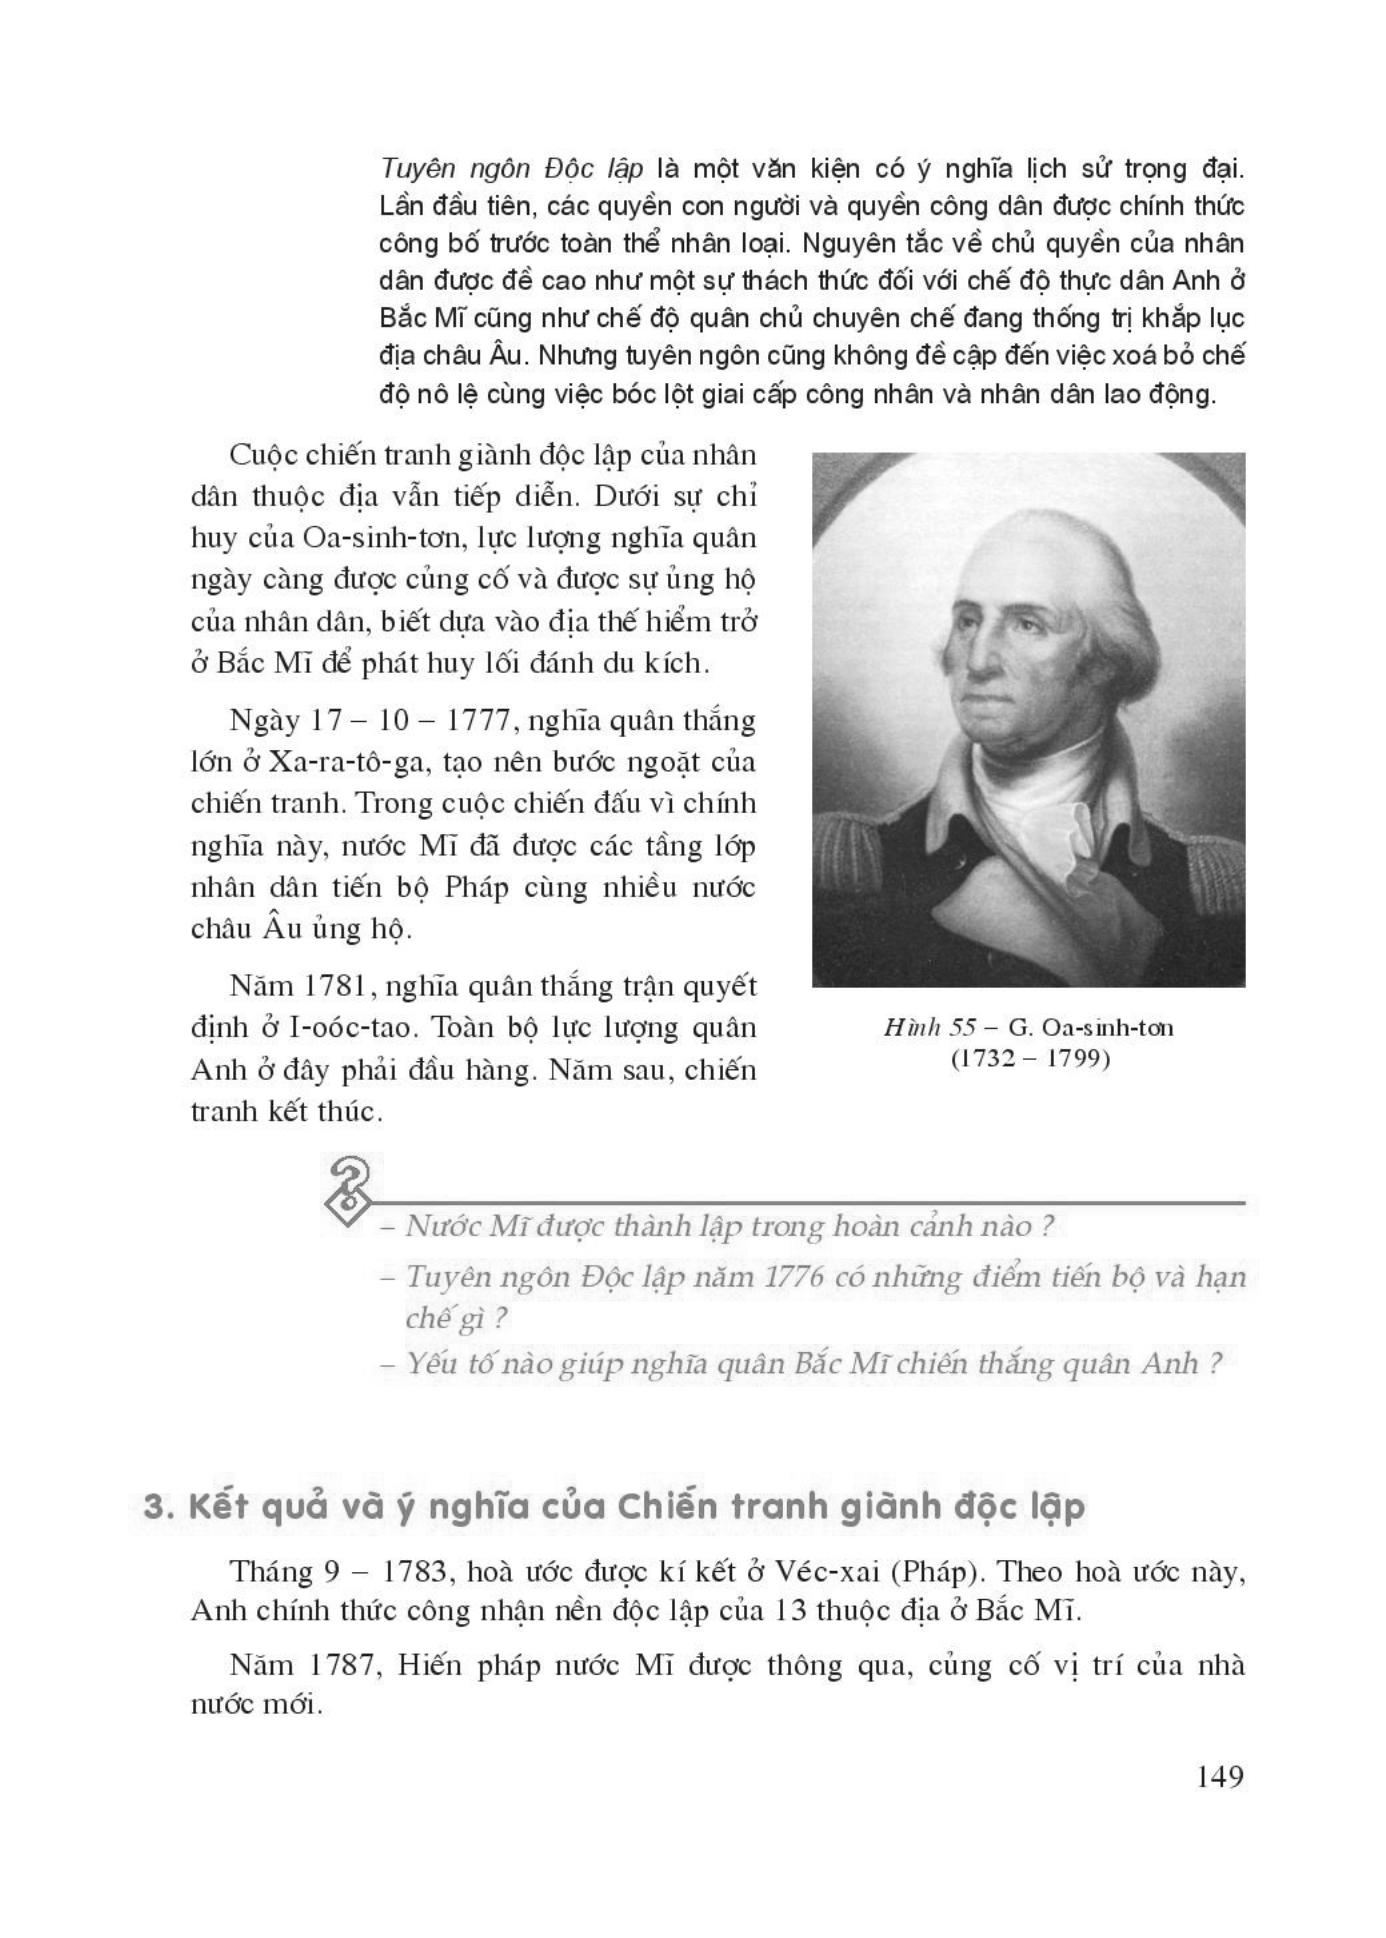 Tuyên ngôn Độc lập là một văn kiện có ý nghĩa lịch sử trọng đại.
Lần đầu tiên, các quyền con người và quyền công dân được chính thức
công bố trước toàn thể nhân loại. Nguyên tắc về chủ quyền của nhân
dân được đề cao như một sự thách thức đối với chế độ thực dân Anh ở
Bắc Mĩ cũng như chế độ quân chủ chuyên chế đang thống trị khắp lục
địa châu Âu. Nhưng tuyên ngôn cũng không đề cập đến việc xoá bỏ chế
độ nô lệ cùng việc bóc lột giai cấp công nhân và nhân dân lao động.
Cuộc chiến tranh giành độc lập của nhân
dân thuộc địa vẫn tiếp diễn. Dưới sự chỉ
huy của Oa-sinh-tơn, lực lượng nghĩa quân
ngày càng được củng cố và được sự ủng hộ
của nhân dân, biết dựa vào địa thế hiểm trở
ở Bắc Mĩ để phát huy lối đánh du kích.
Ngày 17 – 10 – 1777, nghĩa quân thắng
lớn ở Xa-ra-tô-ga, tạo nên bước ngoặt của
chiến tranh. Trong cuộc chiến đấu vì chính
nghĩa này, nước Mĩ đã được các tầng lớp
nhân dân tiến bộ Pháp cùng nhiều nước
châu Âu ủng hộ.
Năm 1781, nghĩa quân thắng trận quyết
định ở I-oóc-tao. Toàn bộ lực lượng quân
Anh ở đây phải đầu hàng. Năm sau, chiến
tranh kết thúc.
Hình 55 – G. Oa-sinh-tơn
(1732 – 1799)
– Nước Mĩ được thành lập trong hoàn cảnh nào ?
– Tuyên ngôn Độc lập năm 1776 có những điểm tiến bộ và hạn
chế gì ?
– Yếu tố nào giúp nghĩa quân Bắc Mĩ chiến thắng quân Anh ?
3. Kết quả và ý nghĩa của Chiến tranh giành độc lập
Tháng 9 – 1783, hoà ước được kí kết ở Véc-xai (Pháp). Theo hoà ước này,
Anh chính thức công nhận nền độc lập của 13 thuộc địa ở Bắc Mĩ.
Năm 1787, Hiến pháp nước Mĩ được thông qua, củng cố vị trí của nhà
nước mới.
149